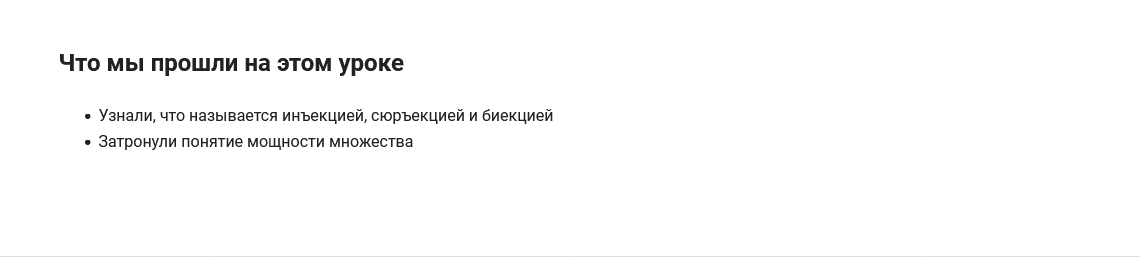 Что мы прошли на этом уроке
• Узнали, что называется инъекцией, сюръекцией и биекцией
• Затронули понятие мощности множества